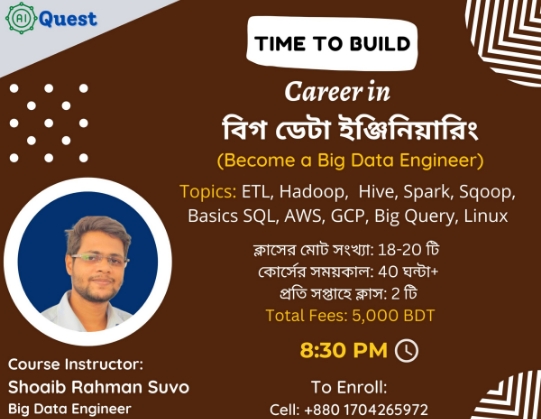 AI Quest
TIME TO BUILD
Career in
বিগ ডেটা ইঞ্জিনিয়ারিং
(Become a Big Data Engineer)
Topics: ETL, Hadoop, Hive, Spark, Sqoop,
Basics SQL, AWS, GCP, Big Query, Linux
ক্লাসের মোট সংখ্যা: 18-20 টি
কোর্সের সময়কাল: 40 ঘন্টা+
প্রতি সপ্তাহে ক্লাস: 2 টি
Total Fees: 5,000 BDT
8:30 PM
Course Instructor:
Shoaib Rahman Suvo
Big Data Engineer
To Enroll:
Cell: +880 1704265972